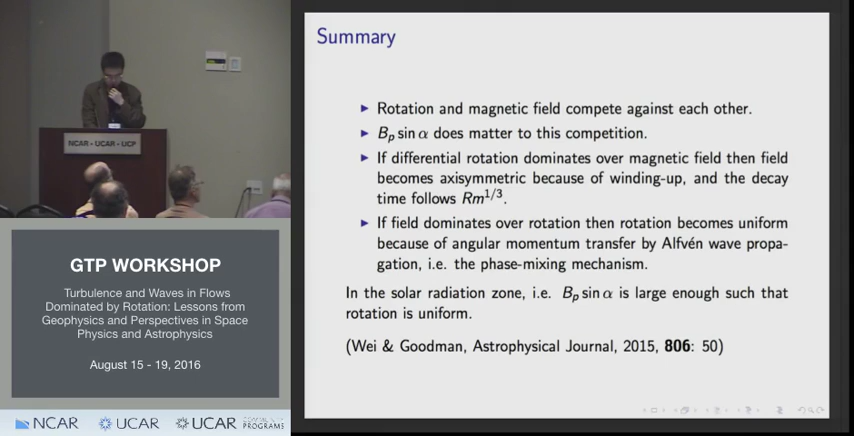 NCAR • UCAR • UCP
GTP WORKSHOP
Turbulence and Waves in Flows
Dominated by Rotation: Lessons from
Geophysics and Perspectives in Space
Physics and Astrophysics
August 15 - 19, 2016
NCAR
UCAR
UCAR
PROGRAMS
Summary
Rotation and magnetic field compete against each other.
Bₚ sin α does matter to this competition.
If differential rotation dominates over magnetic field then field
becomes axisymmetric because of winding-up, and the decay
time follows Rm^{1/3}.
If field dominates over rotation then rotation becomes uniform
because of angular momentum transfer by Alfvén wave propa-
gation, i.e. the phase-mixing mechanism.
In the solar radiation zone, i.e. Bₚ sin α is large enough such that
rotation is uniform.
(Wei & Goodman, Astrophysical Journal, 2015, 806: 50)